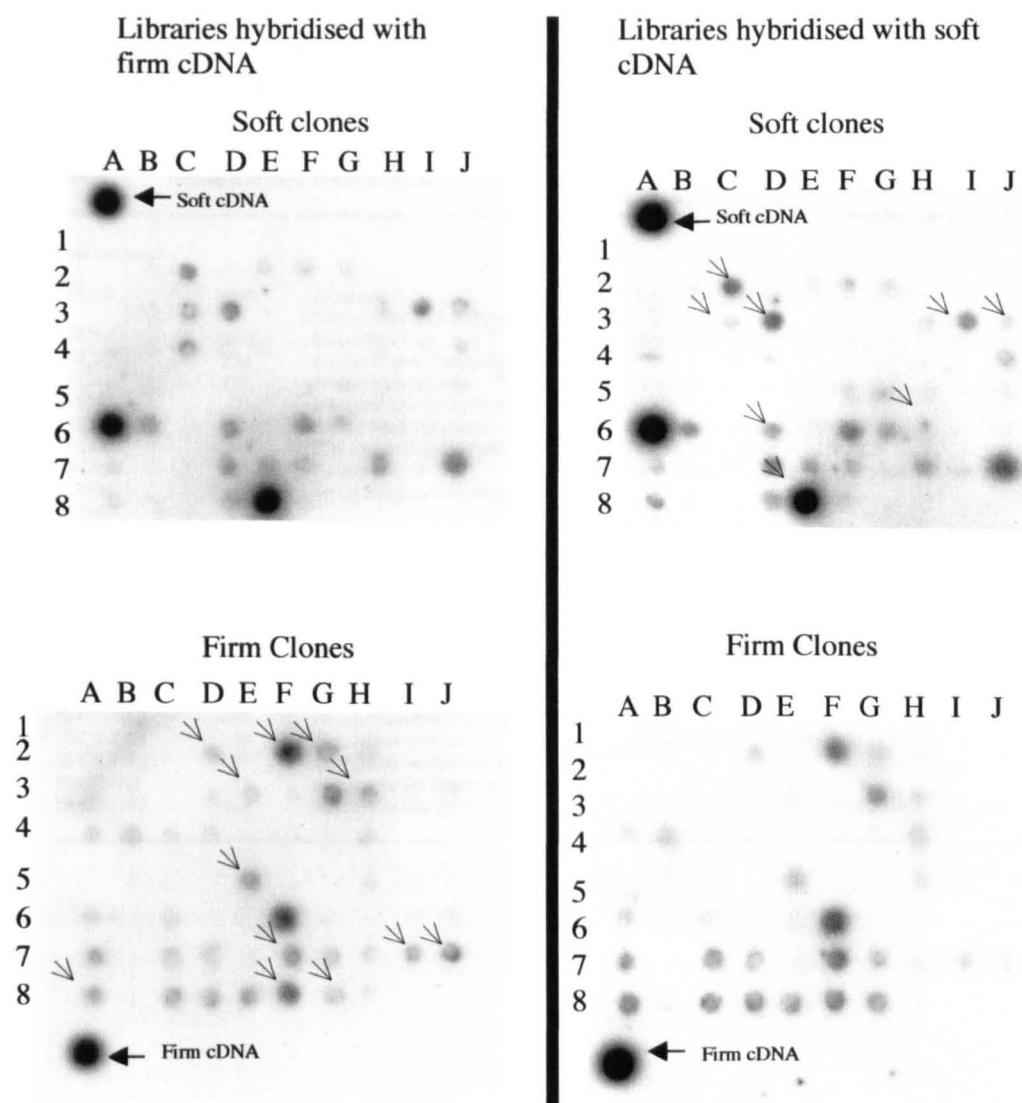 Libraries hybridised with
firm cDNA
Soft clones
A B C D E F G H I J
Soft cDNA
1
2
3
4
5
6
7
8
Firm Clones
A B C D E F G H I J
1
2
3
4
5
6
7
8
Firm cDNA
Libraries hybridised with soft
cDNA
Soft clones
A B C D E F G H I J
Soft cDNA
1
2
3
4
5
6
7
8
Firm Clones
A B C D E F G H I J
1
2
3
4
5
6
7
8
Firm cDNA